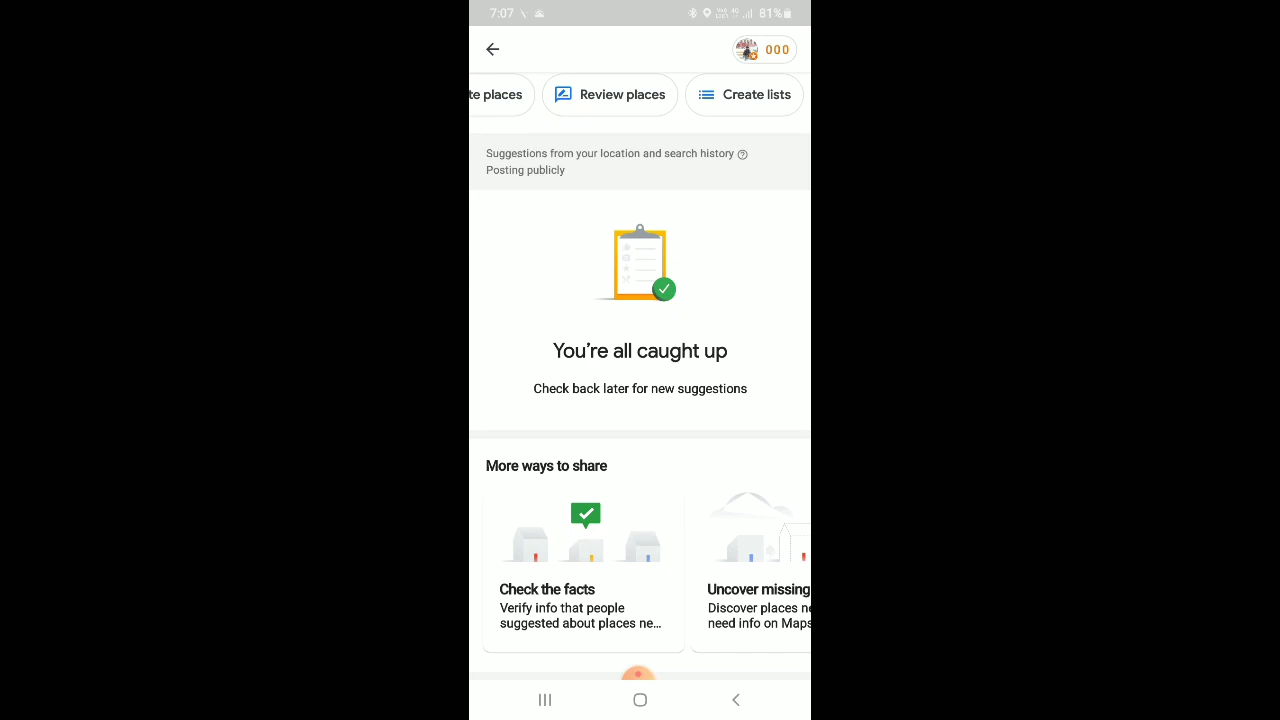 7:07 81%
000
te places Review places Create lists
Suggestions from your location and search history
Posting publicly
You're all caught up
Check back later for new suggestions
More ways to share
Check the facts
Verify info that people
suggested about places ne...
Uncover missing
Discover places ne
need info on Maps